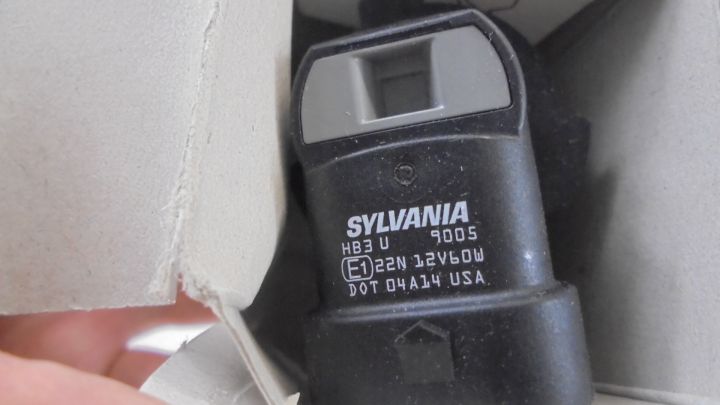 SYLVANIA
HB3 U 9005
E1 22N 12V60W
DOT 04A14 USA